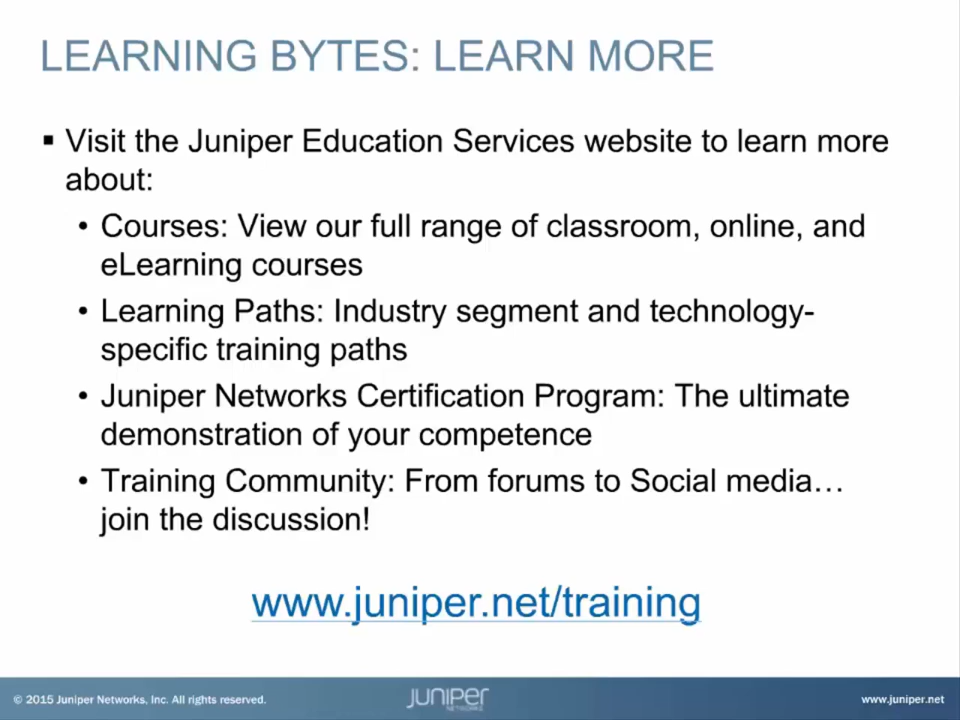 LEARNING BYTES: LEARN MORE
▪ Visit the Juniper Education Services website to learn more
about:
• Courses: View our full range of classroom, online, and
eLearning courses
• Learning Paths: Industry segment and technology-
specific training paths
• Juniper Networks Certification Program: The ultimate
demonstration of your competence
• Training Community: From forums to Social media…
join the discussion!
www.juniper.net/training
© 2015 Juniper Networks, Inc. All rights reserved.
JUNIPER
NETWORKS
www.juniper.net